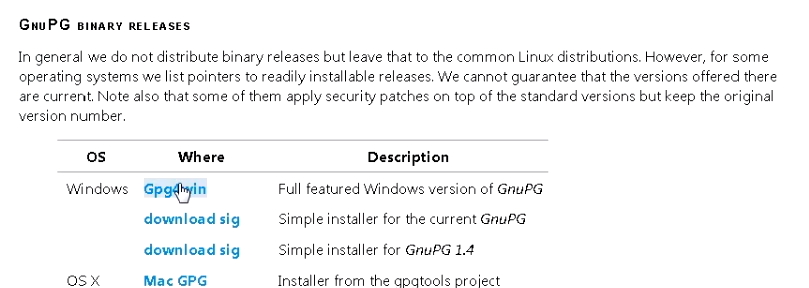 GNUPG BINARY RELEASES
In general we do not distribute binary releases but leave that to the common Linux distributions. However, for some
operating systems we list pointers to readily installable releases. We cannot guarantee that the versions offered there
are current. Note also that some of them apply security patches on top of the standard versions but keep the original
version number.
OS Where Description
Windows Gpg4win Full featured Windows version of GnuPG
download sig Simple installer for the current GnuPG
download sig Simple installer for GnuPG 1.4
OS X Mac GPG Installer from the gpgtools project